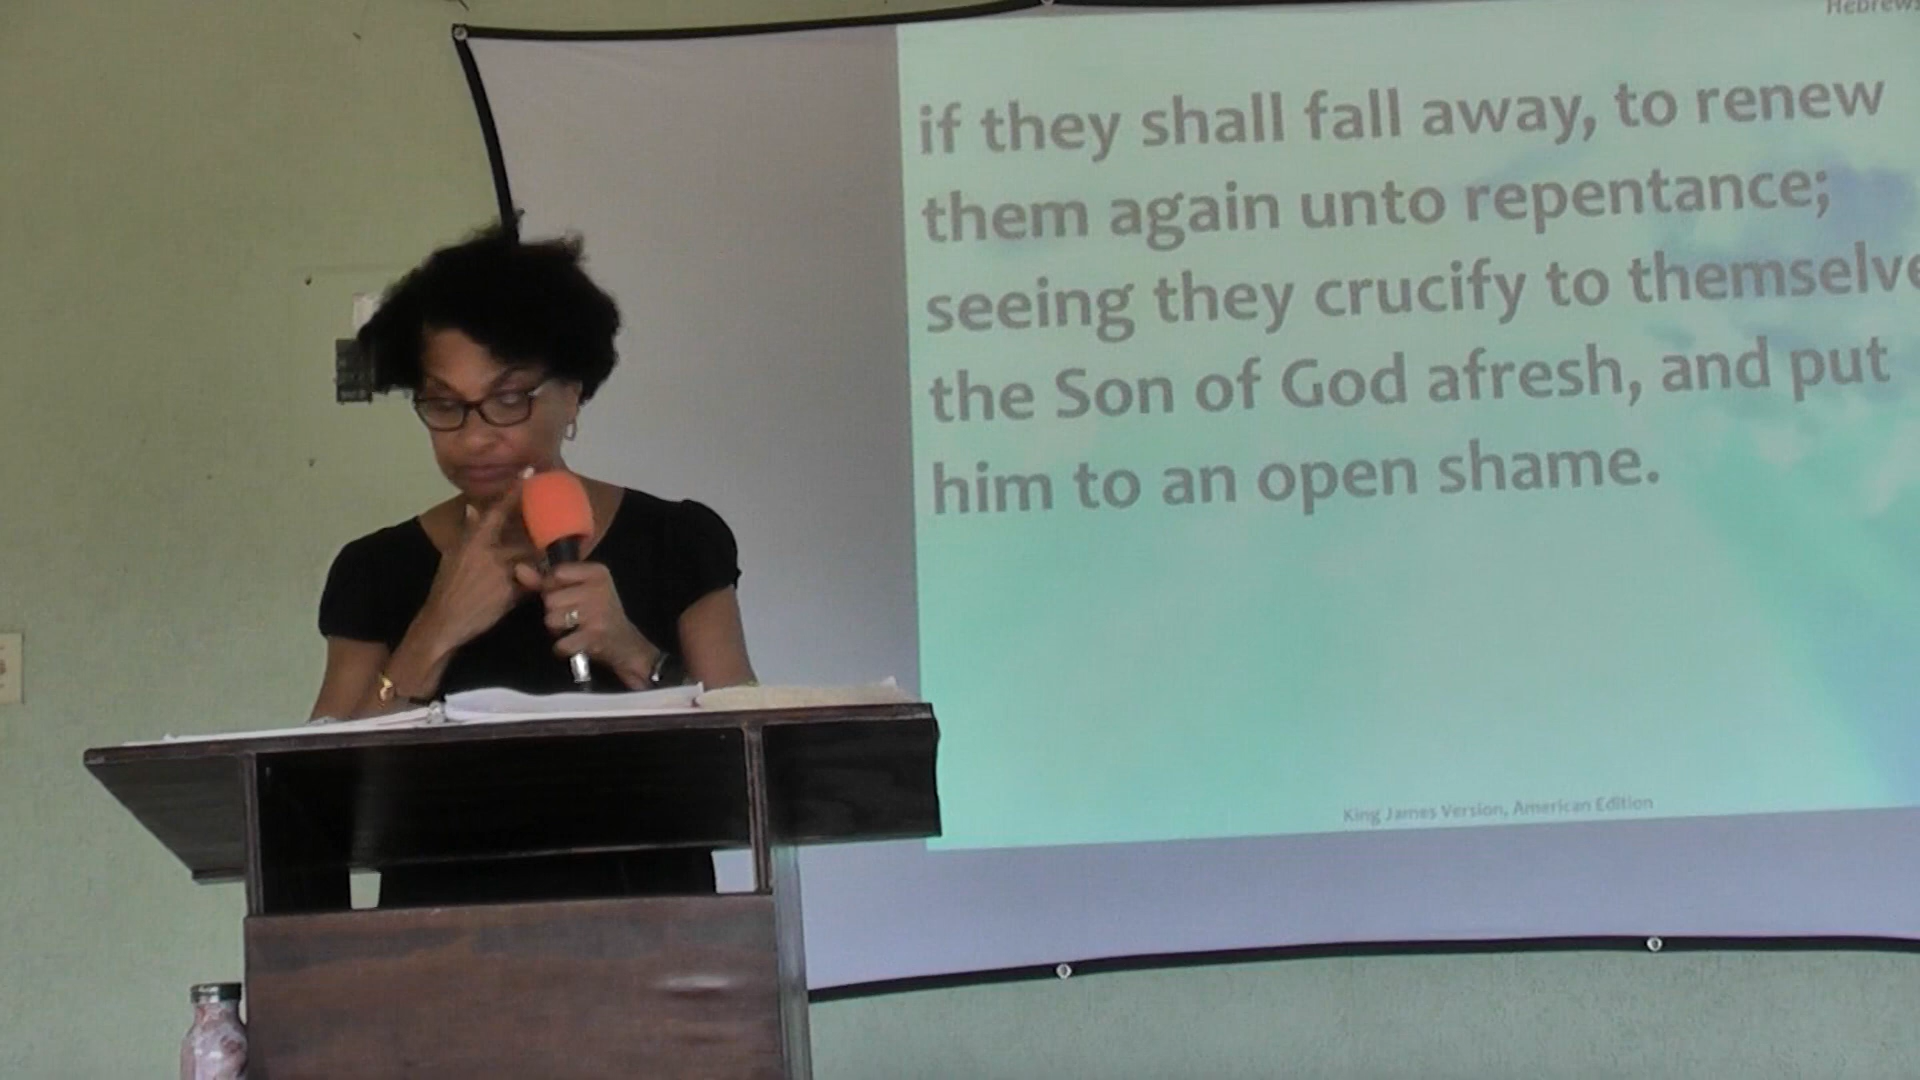 Hebrews
if they shall fall away, to renew
them again unto repentance;
seeing they crucify to themselve
the Son of God afresh, and put
him to an open shame.
King James Version, American Edition